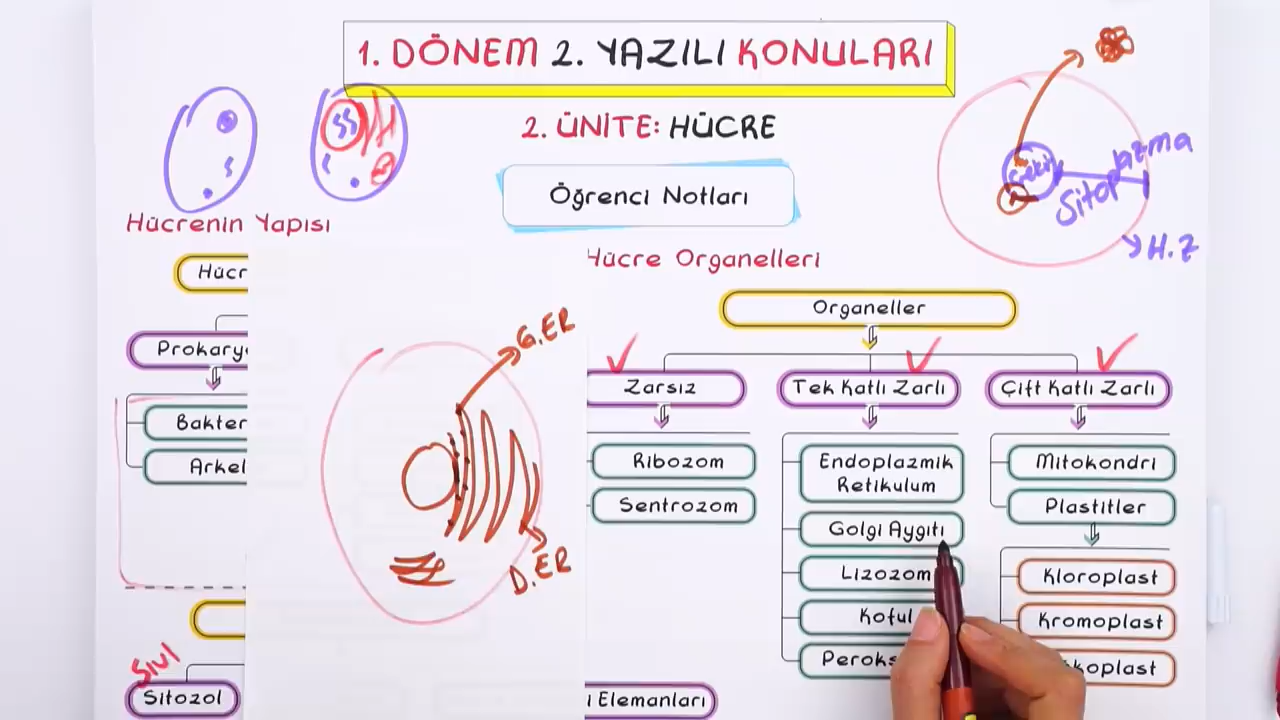 1. DÖNEM 2. YAZILI KONULARI
2. ÜNİTE: HÜCRE
Öğrenci Notları
Sitoplazma
H.Z
Hücrenin Yapısı
Hücre Organelleri
Organeller
Zarsız
Tek Katlı Zarlı
Çift Katlı Zarlı
Ribozom
Sentrozom
Endoplazmik
Retikulum
Golgi Aygıtı
Lizozom
Koful
Mitokondri
Plastitler
Kloroplast
Kromoplast
G.ER
D.ER
Sıvı
Sitozol
Elemanları